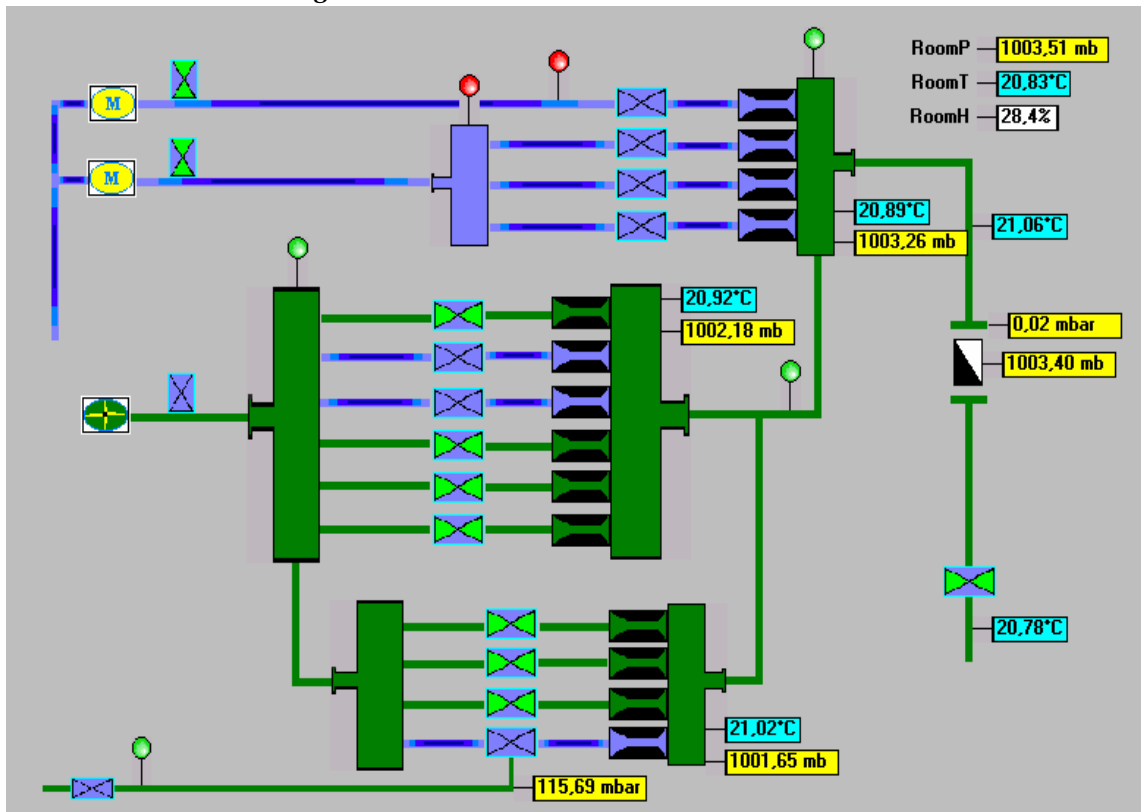 RoomP 1003,51 mb
RoomT 20,83°C
RoomH 28,4%
M
M
20,89°C
21,06°C
1003,26 mb
20,92°C
1002,18 mb
0,02 mbar
1003,40 mb
20,78°C
21,02°C
1001,65 mb
115,69 mbar